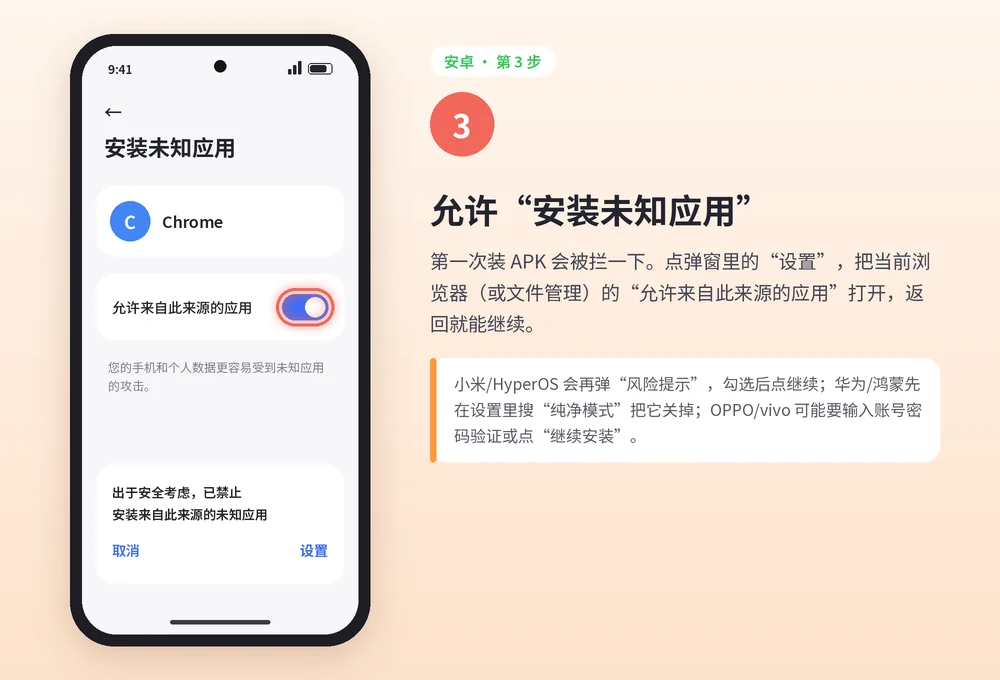 9:41
←
安装未知应用
C
Chrome
允许来自此来源的应用
您的手机和个人数据更容易受到未知应用
的攻击。
出于安全考虑，已禁止
安装来自此来源的未知应用
取消
设置
安卓 · 第 3 步
3
允许“安装未知应用”
第一次装 APK 会被拦一下。点弹窗里的“设置”，把当前浏
览器（或文件管理）的“允许来自此来源的应用”打开，返
回就能继续。
小米/HyperOS 会再弹“风险提示”，勾选后点继续；华为/鸿蒙先
在设置里搜“纯净模式”把它关掉；OPPO/vivo 可能要输入账号密
码验证或点“继续安装”。